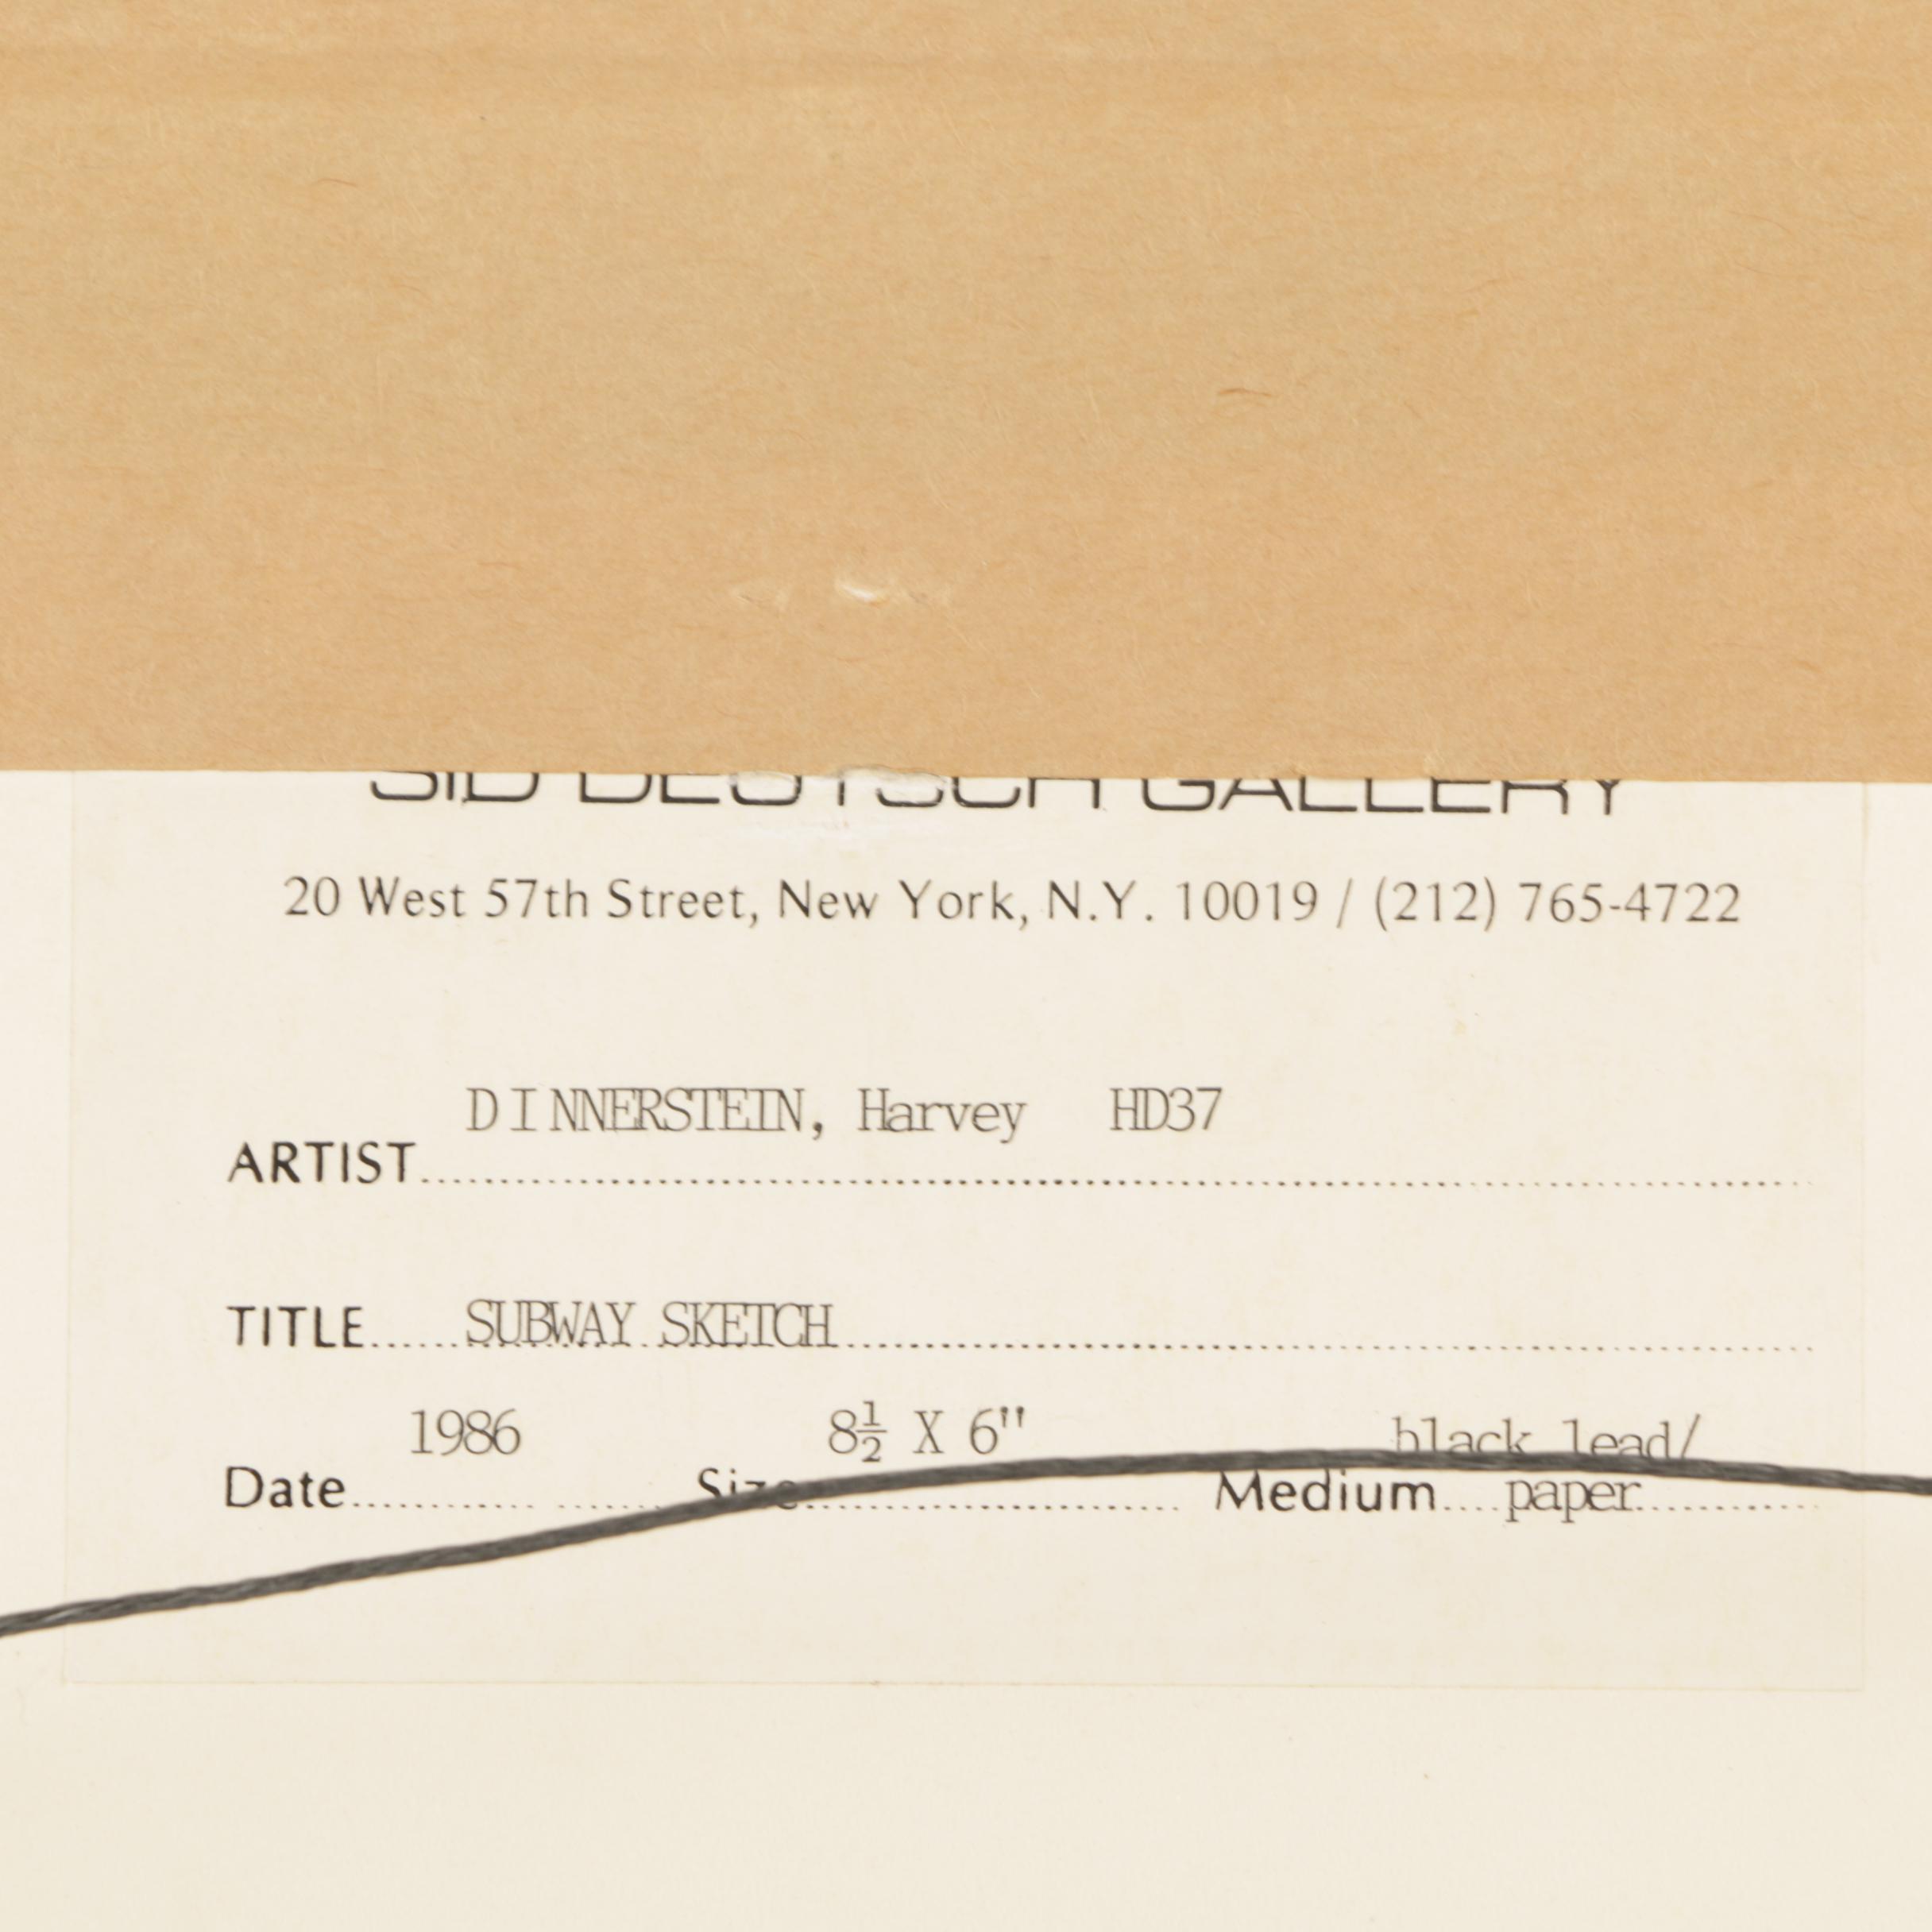 SID DEUTSCH GALLERY
20 West 57th Street, New York, N.Y. 10019 / (212) 765-4722
DINNERSTEIN, Harvey HD37
ARTIST
TITLE SUBWAY SKETCH
1986 8½ X 6" black lead/
Date Size Medium paper